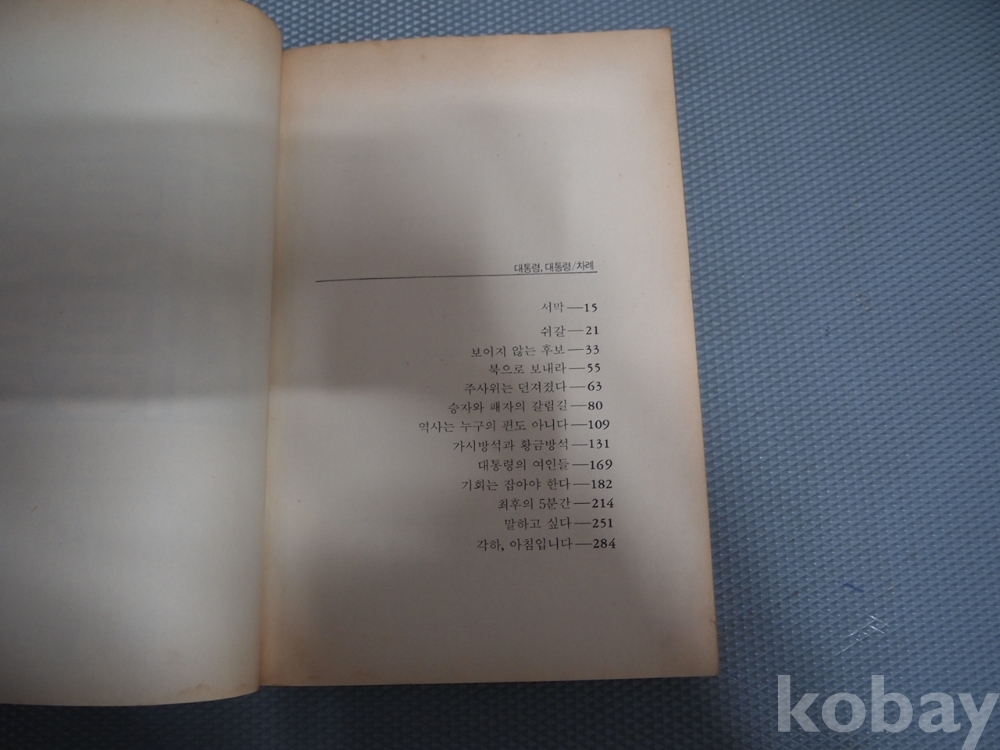 대통령, 대통령/차례
서막—15
쉬갈—21
보이지 않는 후보—33
북으로 보내라—55
주사위는 던져졌다—63
승자와 패자의 갈림길—80
역사는 누구의 편도 아니다—109
가시방석과 황금방석—131
대통령의 여인들—169
기회는 잡아야 한다—182
최후의 5분간—214
말하고 싶다—251
각하, 아침입니다—284
kobay